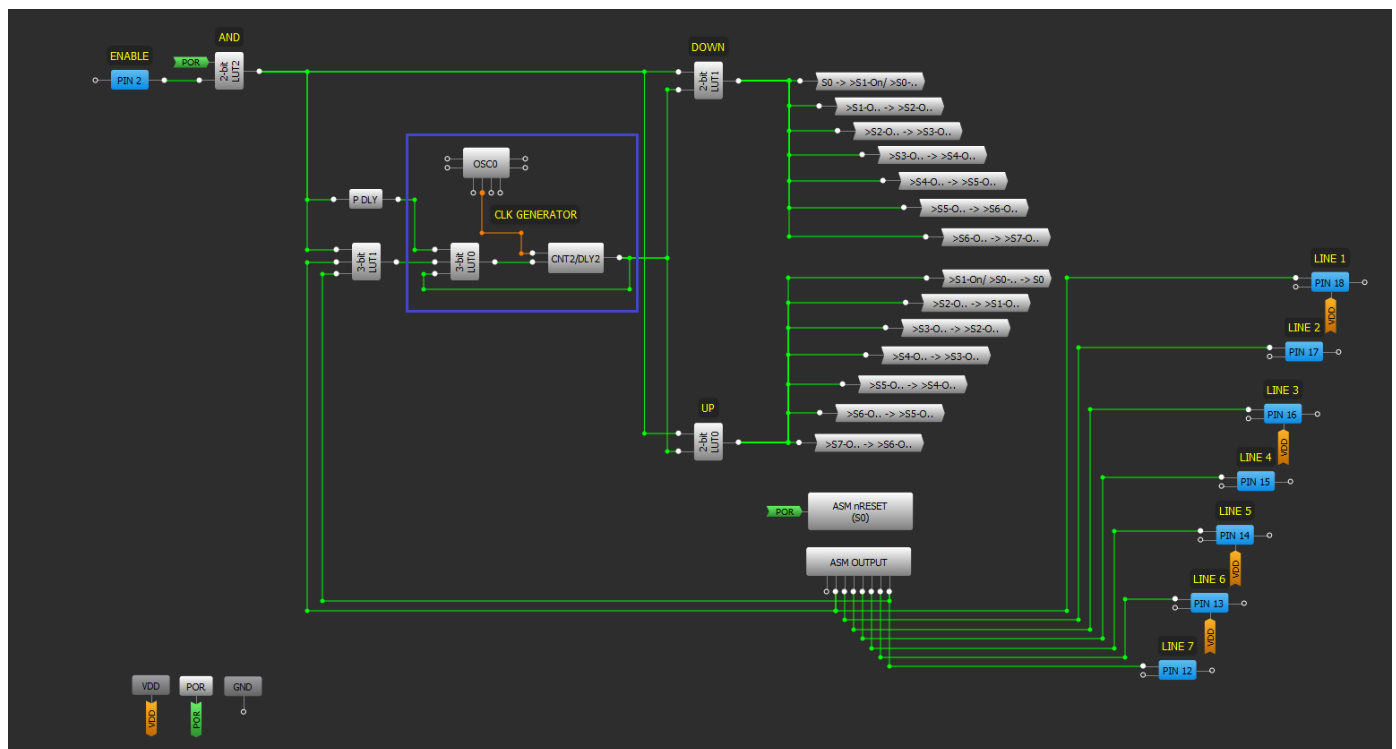 AND
ENABLE
POR
2-bit
LUT2
PIN 2
DOWN
2-bit
LUT1
S0 -> >S1-On/ >S0-..
>S1-O.. -> >S2-O..
>S2-O.. -> >S3-O..
>S3-O.. -> >S4-O..
>S4-O.. -> >S5-O..
>S5-O.. -> >S6-O..
>S6-O.. -> >S7-O..
OSC0
P DLY
CLK GENERATOR
3-bit
LUT1
3-bit
LUT0
CNT2/DLY2
>S1-On/ >S0-.. -> S0
>S2-O.. -> >S1-O..
>S3-O.. -> >S2-O..
>S4-O.. -> >S3-O..
>S5-O.. -> >S4-O..
>S6-O.. -> >S5-O..
>S7-O.. -> >S6-O..
UP
2-bit
LUT0
LINE 1
PIN 18
VDD
LINE 2
PIN 17
LINE 3
PIN 16
VDD
LINE 4
PIN 15
LINE 5
PIN 14
VDD
LINE 6
PIN 13
VDD
LINE 7
PIN 12
POR
ASM nRESET
(S0)
ASM OUTPUT
VDD
POR
GND
VDD
POR